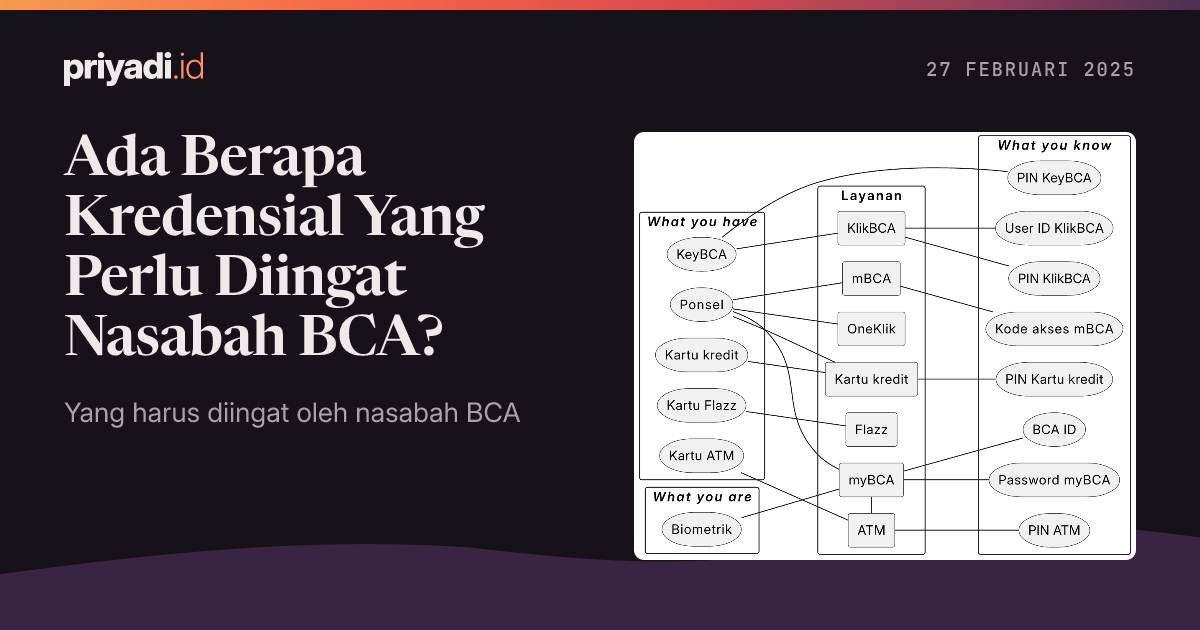 priyadi.id
27 FEBRUARI 2025
Ada Berapa
Kredensial Yang
Perlu Diingat
Nasabah BCA?
Yang harus diingat oleh nasabah BCA
What you have
KeyBCA
Ponsel
Kartu kredit
Kartu Flazz
Kartu ATM
What you are
Biometrik
Layanan
KlikBCA
mBCA
OneKlik
Kartu kredit
Flazz
myBCA
ATM
What you know
PIN KeyBCA
User ID KlikBCA
PIN KlikBCA
Kode akses mBCA
PIN Kartu kredit
BCA ID
Password myBCA
PIN ATM